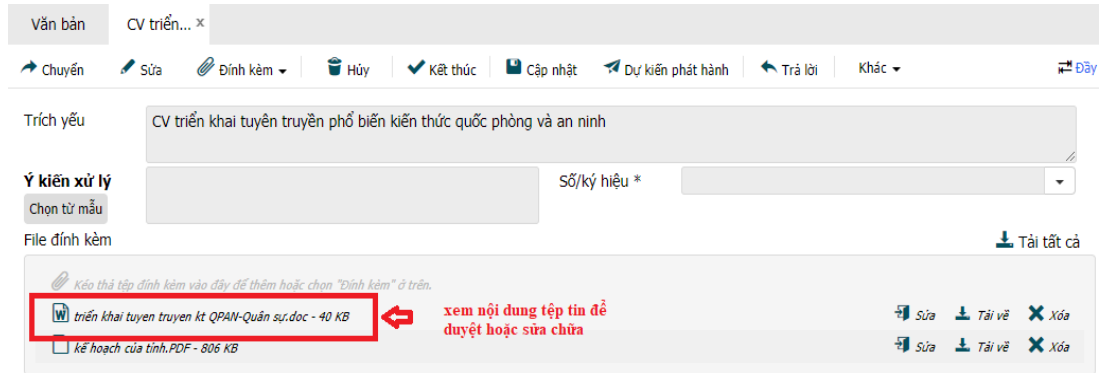 Văn bản CV triển... x
Chuyển Sửa Đính kèm Hủy Kết thúc Cập nhật Dự kiến phát hành Trả lời Khác Đầy
Trích yếu CV triển khai tuyên truyền phổ biến kiến thức quốc phòng và an ninh
Ý kiến xử lý Số/ký hiệu *
Chọn từ mẫu
File đính kèm Tải tất cả
Kéo thả tệp đính kèm vào đây để thêm hoặc chọn "Đính kèm" ở trên.
triển khai tuyen truyen kt QPAN-Quân sự.doc - 40 KB xem nội dung tệp tin để Sửa Tải về Xóa
duyệt hoặc sửa chữa
kế hoạch của tỉnh.PDF - 806 KB Sửa Tải về Xóa